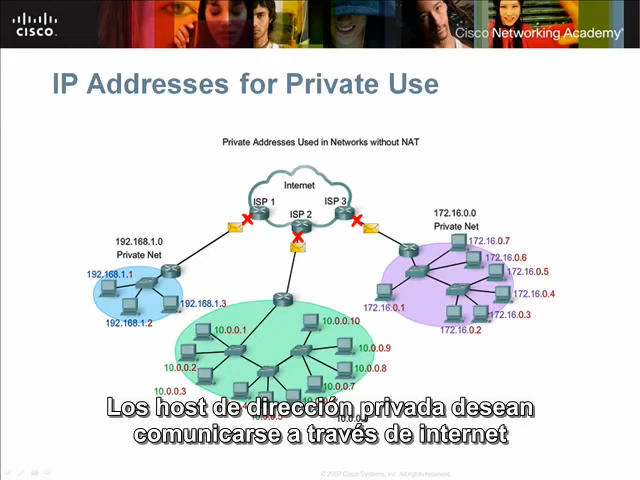 CISCO
Cisco Networking Academy
IP Addresses for Private Use
Private Addresses Used in Networks without NAT
Internet
ISP 1
ISP 2
ISP 3
192.168.1.0
Private Net
172.16.0.0
Private Net
192.168.1.1
192.168.1.2
192.168.1.3
172.16.0.7
172.16.0.6
172.16.0.5
172.16.0.4
172.16.0.3
172.16.0.2
172.16.0.1
10.0.0.1
10.0.0.2
10.0.0.3
10.0.0.10
10.0.0.9
10.0.0.8
10.0.0.7
Los host de dirección privada desean
comunicarse a través de internet
© 2007 Cisco Systems, Inc. All rights reserved.